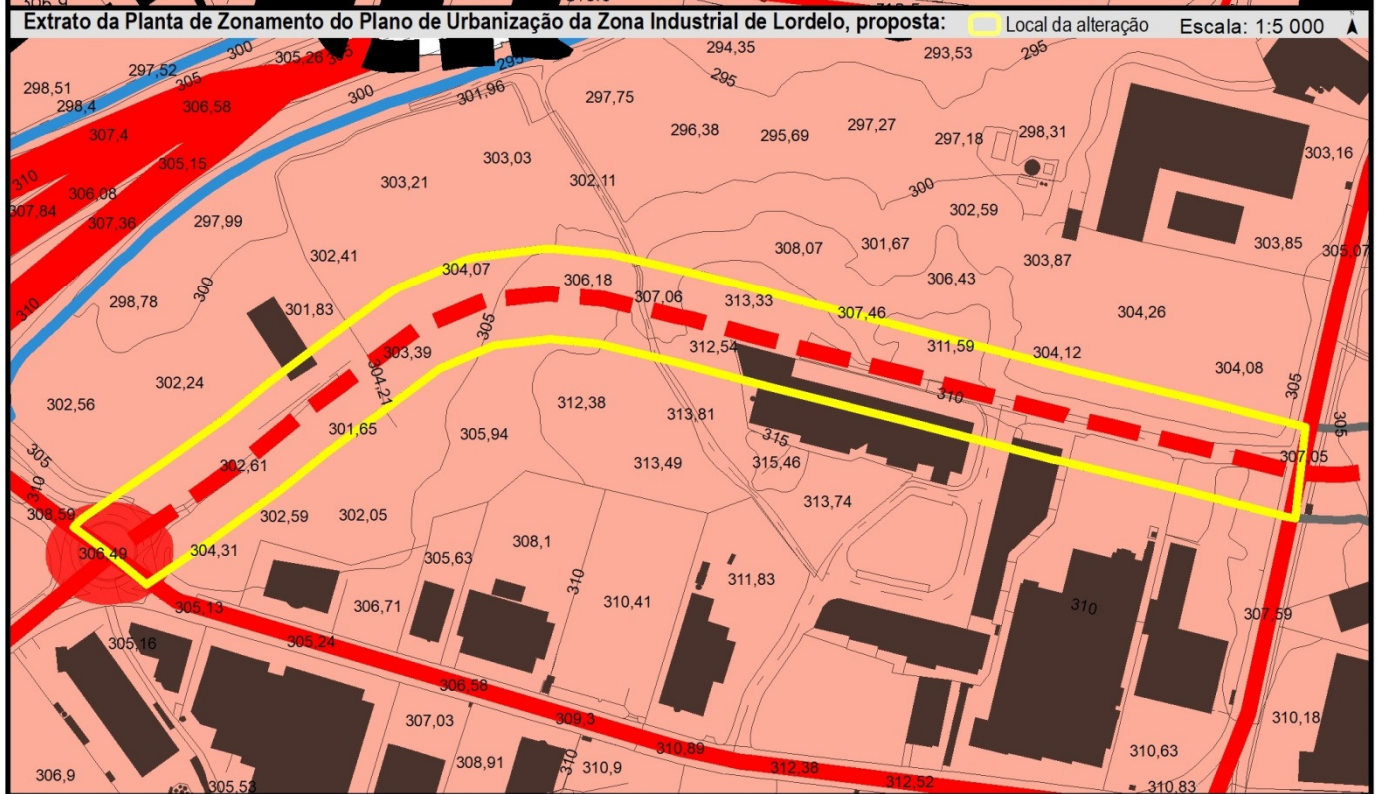 Extrato da Planta de Zonamento do Plano de Urbanização da Zona Industrial de Lordelo, proposta: Local da alteração Escala: 1:5 000
300 305,26 305 294,35 293,53 295
297,52 295
298,51 305 300 301,96 295
298,4 306,58 297,75
307,4 296,38 295,69 297,27 297,18 298,31
305,15 303,03 303,16
310 303,21 302,11 300
306,08 302,59
307,84 307,36 297,99 308,07 301,67 303,85 305,07
302,41 304,07 306,43 303,87
300 306,18
298,78 307,06 313,33 307,46 304,26
310 301,83 305
303,39 312,54 311,59 304,12
302,24 304,21 304,08 305
302,56 312,38 310
301,65 313,81 305
305 305,94 315 307,05
302,61 313,49 315,46
310 313,74
308,59 302,59 302,05
306,49 304,31 305,63 308,1
310 311,83
305,13 306,71 310,41 310 307,59
305,16 305,24
306,58
307,03 309,3 310,18
310,89 310,63
306,9 308,91 310 310,9 312,38
305,53 312,52 310,83